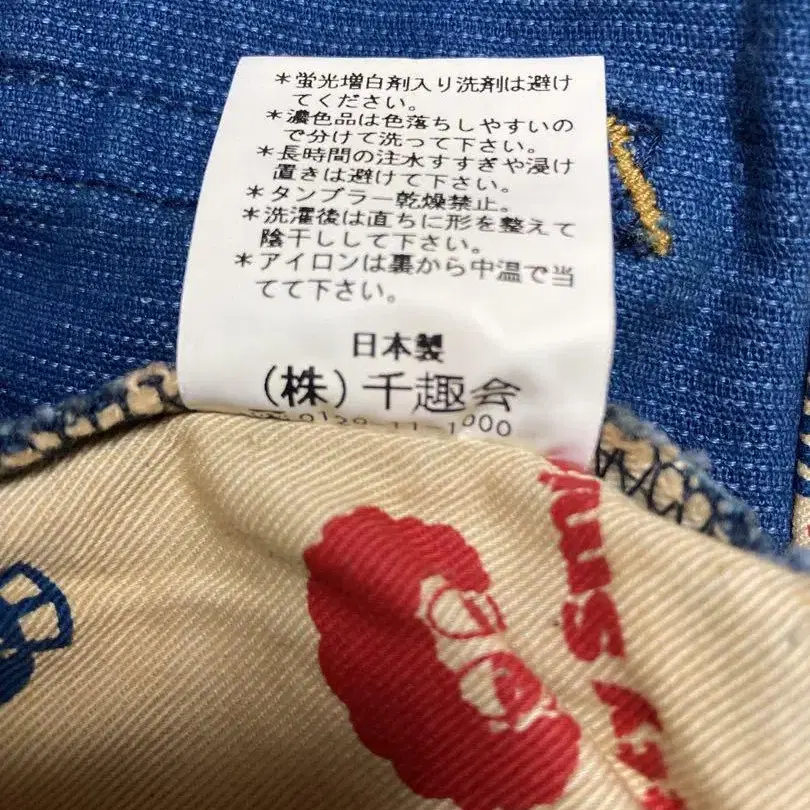 *蛍光増白剤入り洗剤は避け
てください。
*濃色品は色落ちしやすいの
で分けて洗って下さい。
*長時間の注水すすぎや浸け
置きは避けて下さい。
*タンブラー乾燥禁止。
*洗濯後は直ちに形を整えて
陰干しして下さい。
*アイロンは裏から中温で当
てて下さい。
日本製
(株)千趣会
0120-11-1000